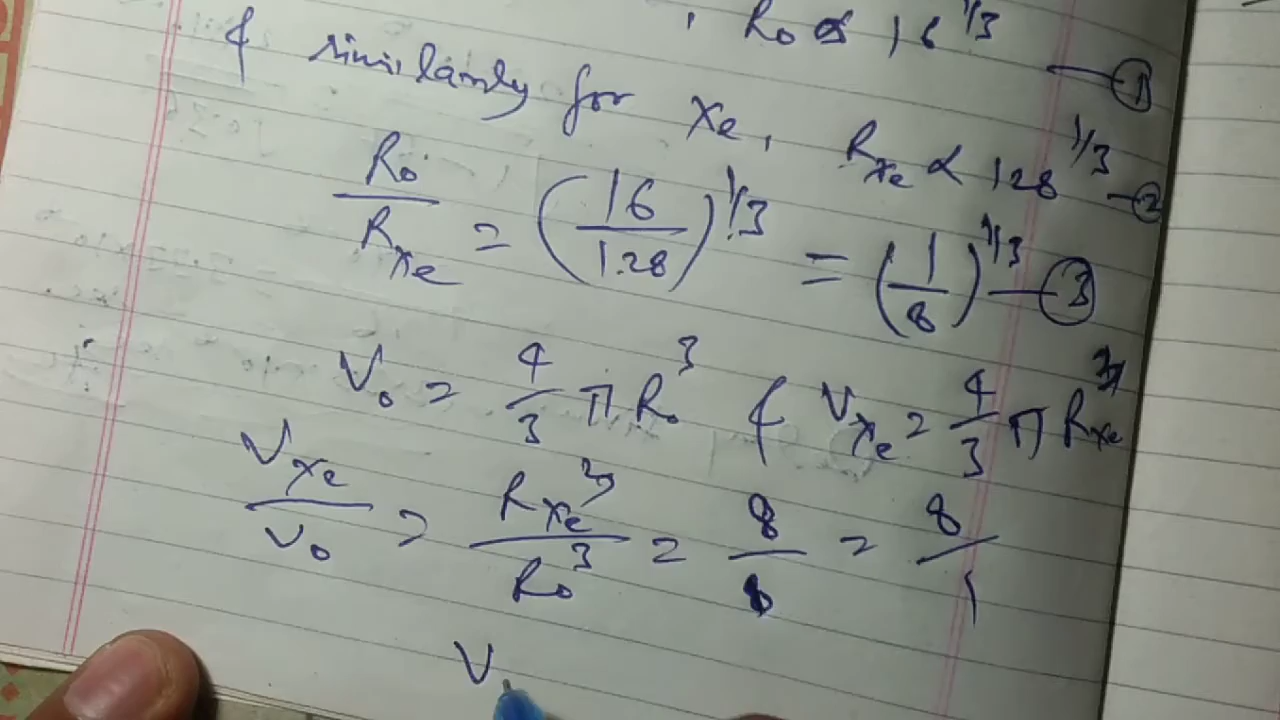 , R₀ ∝ 16^1/3 —①
& similarly for Xe, R_Xe ∝ 128^1/3 —②
R₀/R_Xe = (16/128)^1/3 = (1/8)^1/3 —③
V₀ = 4/3 π R₀³ & V_Xe = 4/3 π R_Xe³
V_Xe/V₀ = R_Xe³/R₀³ = 8/1 = 8/1
V